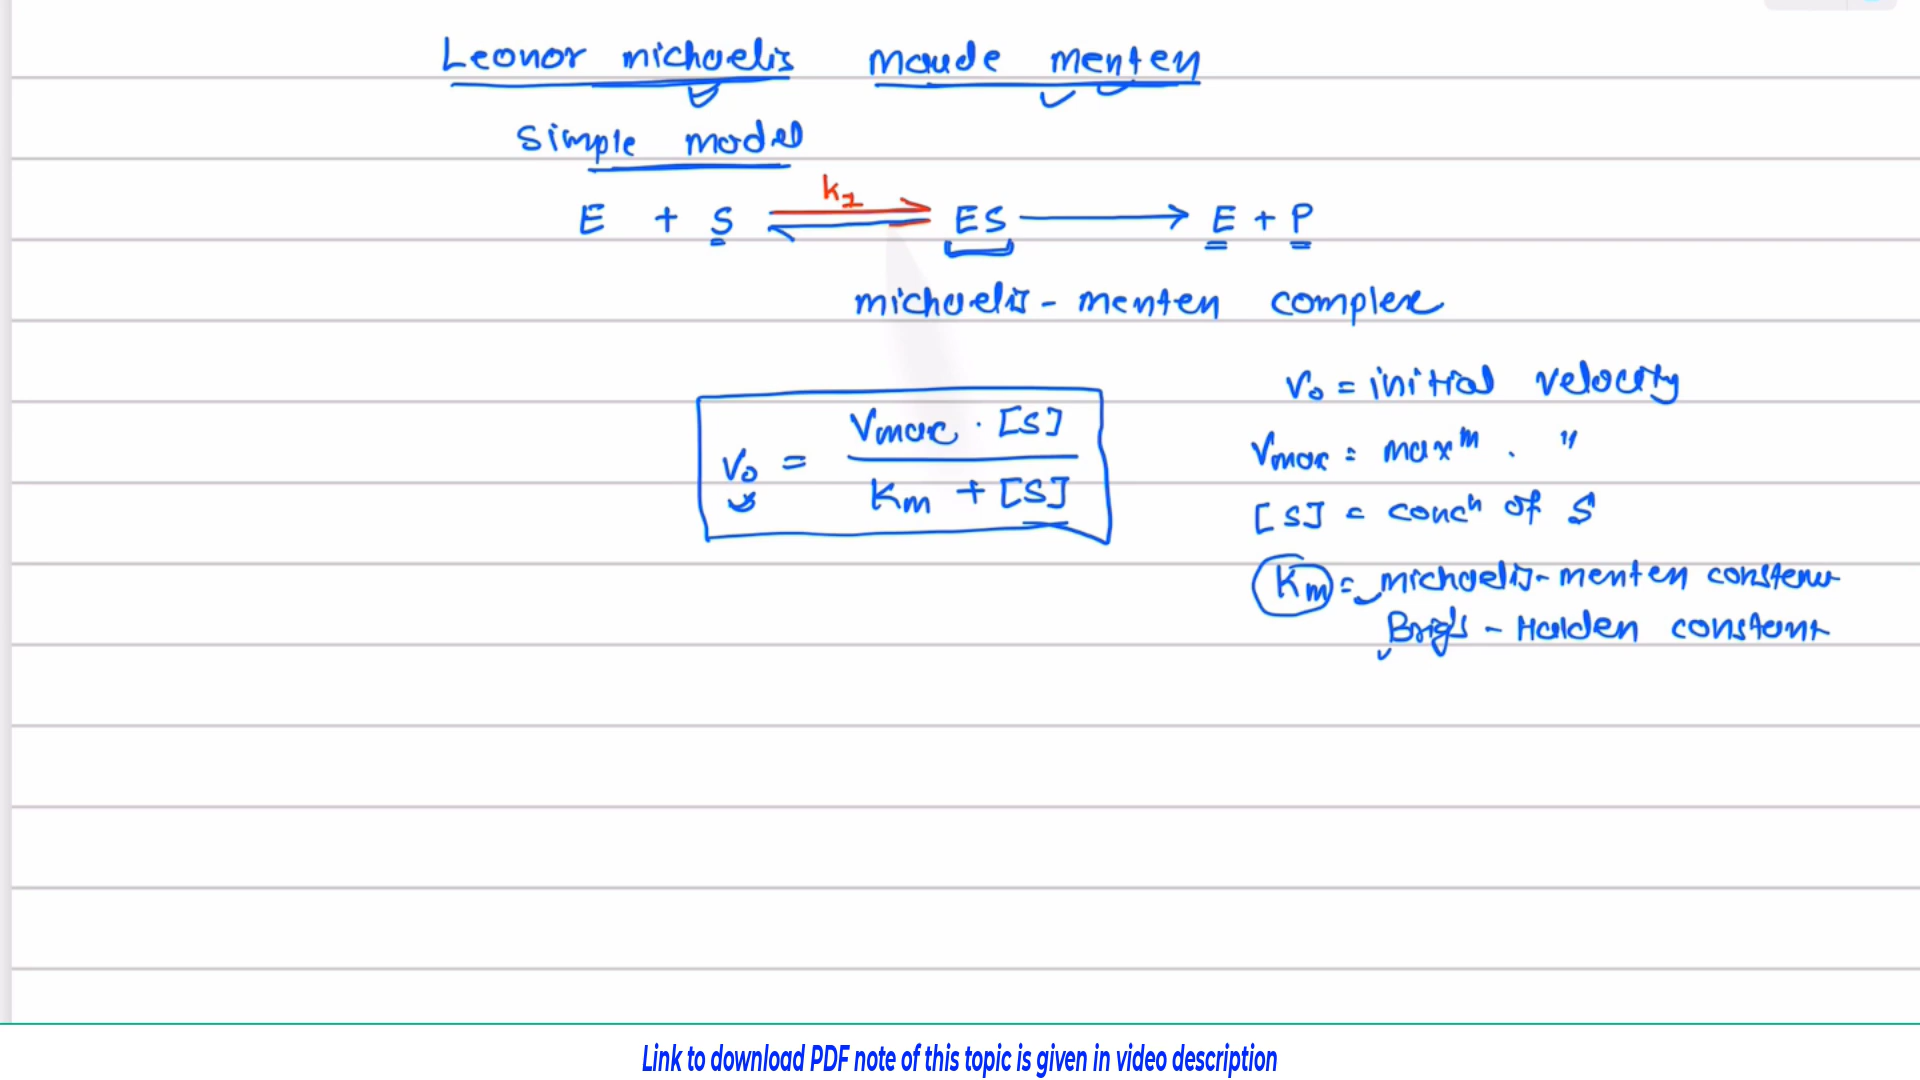 Leonor michaelis maude menten
Simple model
k1
E + S ⇌ ES → E + P
michaelis - menten complex
V0 = initial velocity
Vmax = maxm . "
[S] = concn of S
Km = michaelis - menten constant
Brigs - Halden constant
V0 = Vmax · [S] / Km + [S]
Link to download PDF note of this topic is given in video description